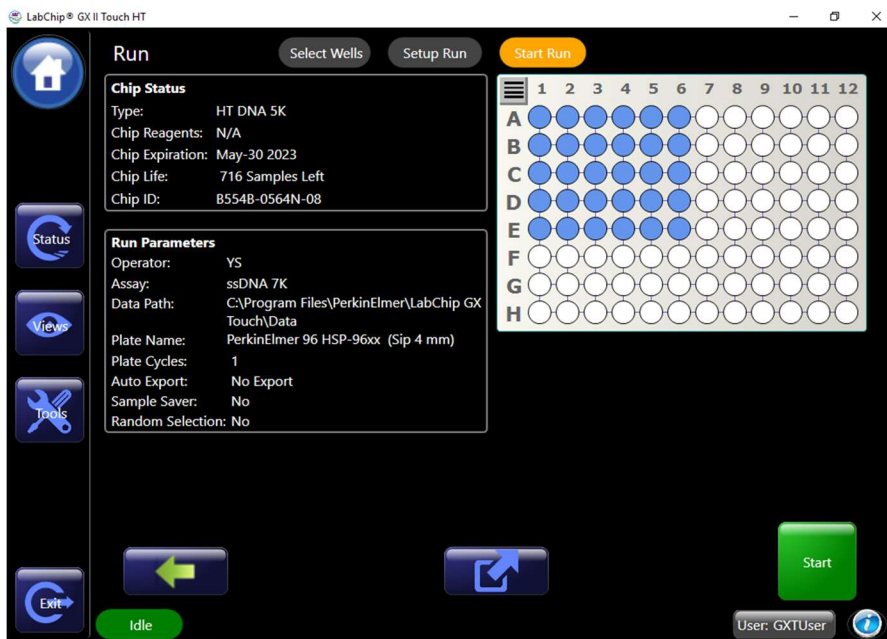 LabChip® GX II Touch HT
Run
Select Wells
Setup Run
Start Run
Chip Status
Type: HT DNA 5K
Chip Reagents: N/A
Chip Expiration: May-30 2023
Chip Life: 716 Samples Left
Chip ID: B554B-0564N-08
Run Parameters
Operator: YS
Assay: ssDNA 7K
Data Path: C:\Program Files\PerkinElmer\LabChip GX
Touch\Data
Plate Name: PerkinElmer 96 HSP-96xx (Sip 4 mm)
Plate Cycles: 1
Auto Export: No Export
Sample Saver: No
Random Selection: No
1 2 3 4 5 6 7 8 9 10 11 12
A
B
C
D
E
F
G
H
Status
Views
Tools
Exit
Start
Idle
User: GXTUser
i